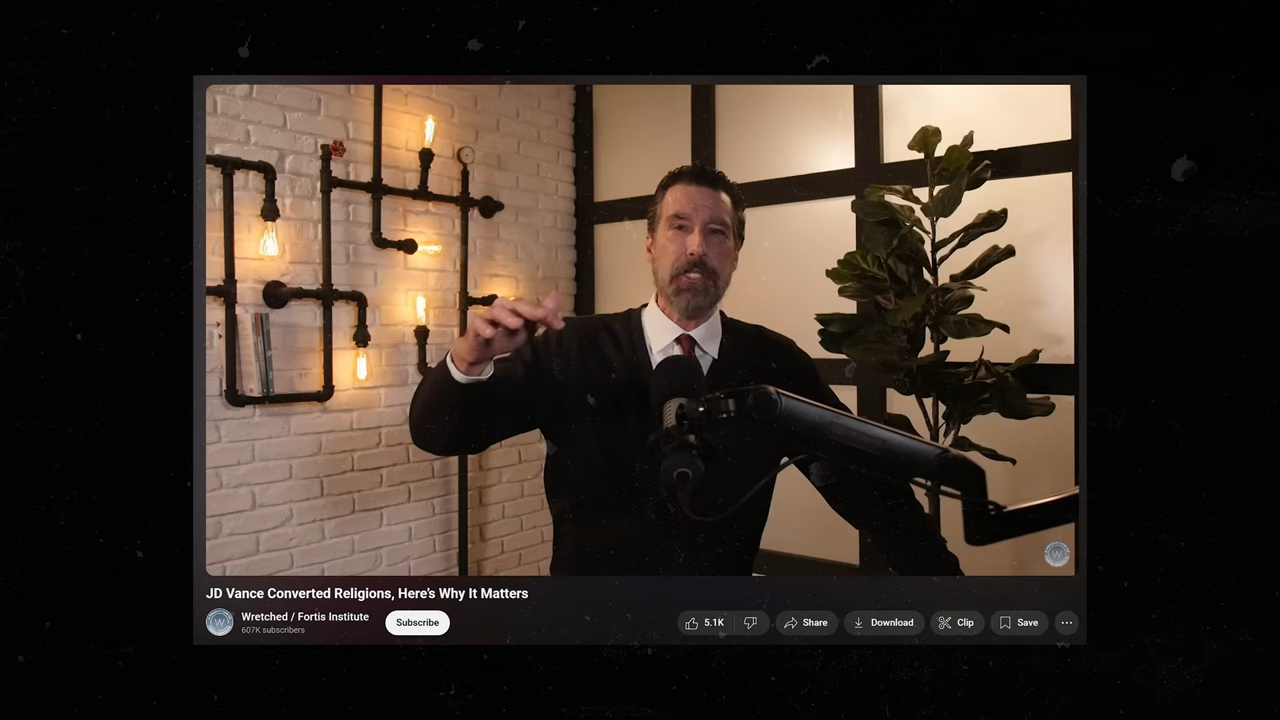 JD Vance Converted Religions, Here's Why It Matters
Wretched / Fortis Institute
607K subscribers
Subscribe
5.1K
Share
Download
Clip
Save
W